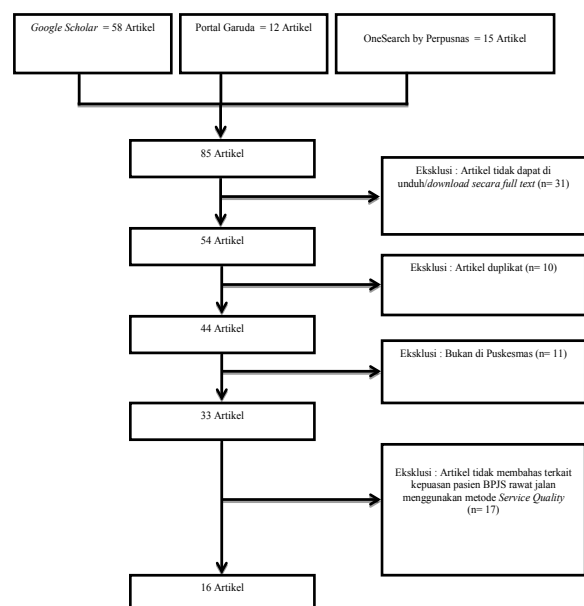 Google Scholar = 58 Artikel
Portal Garuda = 12 Artikel
OneSearch by Perpusnas = 15 Artikel
85 Artikel
Eksklusi : Artikel tidak dapat di
unduh/download secara full text (n= 31)
54 Artikel
Eksklusi : Artikel duplikat (n= 10)
44 Artikel
Eksklusi : Bukan di Puskesmas (n= 11)
33 Artikel
Eksklusi : Artikel tidak membahas terkait
kepuasan pasien BPJS rawat jalan
menggunakan metode Service Quality
(n= 17)
16 Artikel